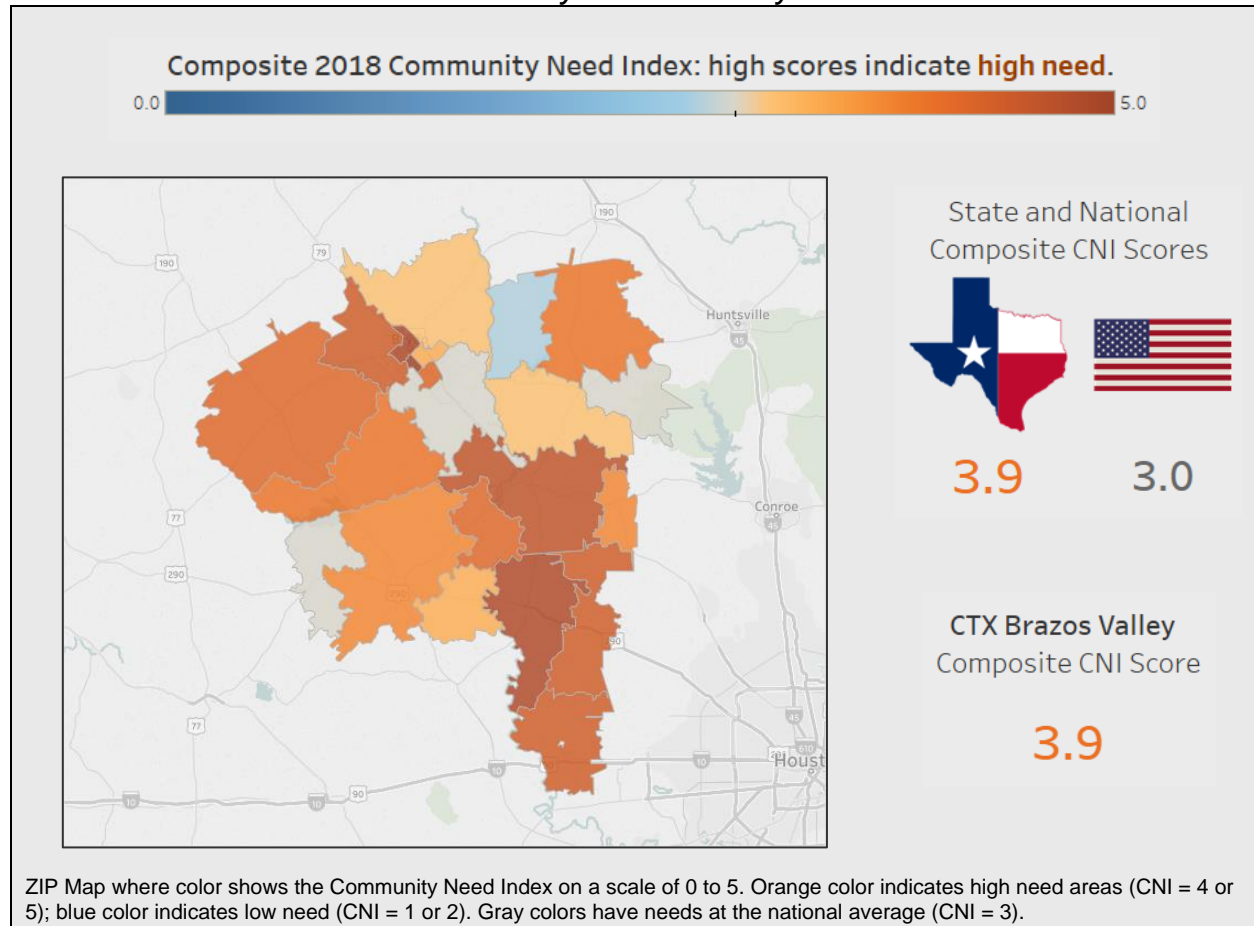 Composite 2018 Community Need Index: high scores indicate high need.
0.0
5.0
190
79
190
Huntsville
45
Conroe
45
77
290
290
90
77
45
610
Houst
10
10
10
10
90
State and National
Composite CNI Scores
3.9
3.0
CTX Brazos Valley
Composite CNI Score
3.9
ZIP Map where color shows the Community Need Index on a scale of 0 to 5. Orange color indicates high need areas (CNI = 4 or
5); blue color indicates low need (CNI = 1 or 2). Gray colors have needs at the national average (CNI = 3).